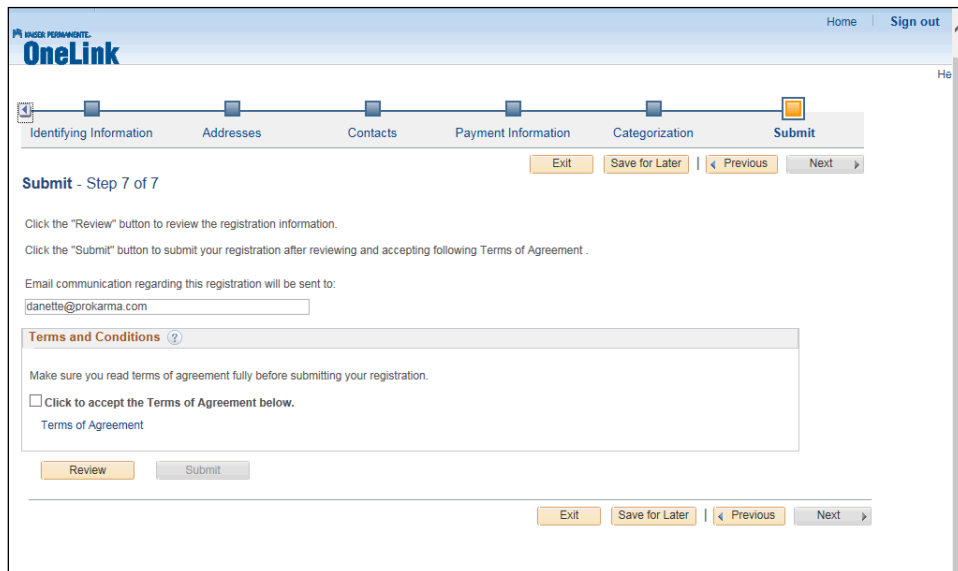 Home Sign out
KAISER PERMANENTE.
OneLink
He
Identifying Information Addresses Contacts Payment Information Categorization Submit
Exit Save for Later | Previous Next
Submit - Step 7 of 7
Click the "Review" button to review the registration information.
Click the "Submit" button to submit your registration after reviewing and accepting following Terms of Agreement .
Email communication regarding this registration will be sent to:
danette@prokarma.com
Terms and Conditions ?
Make sure you read terms of agreement fully before submitting your registration.
Click to accept the Terms of Agreement below.
Terms of Agreement
Review Submit
Exit Save for Later | Previous Next